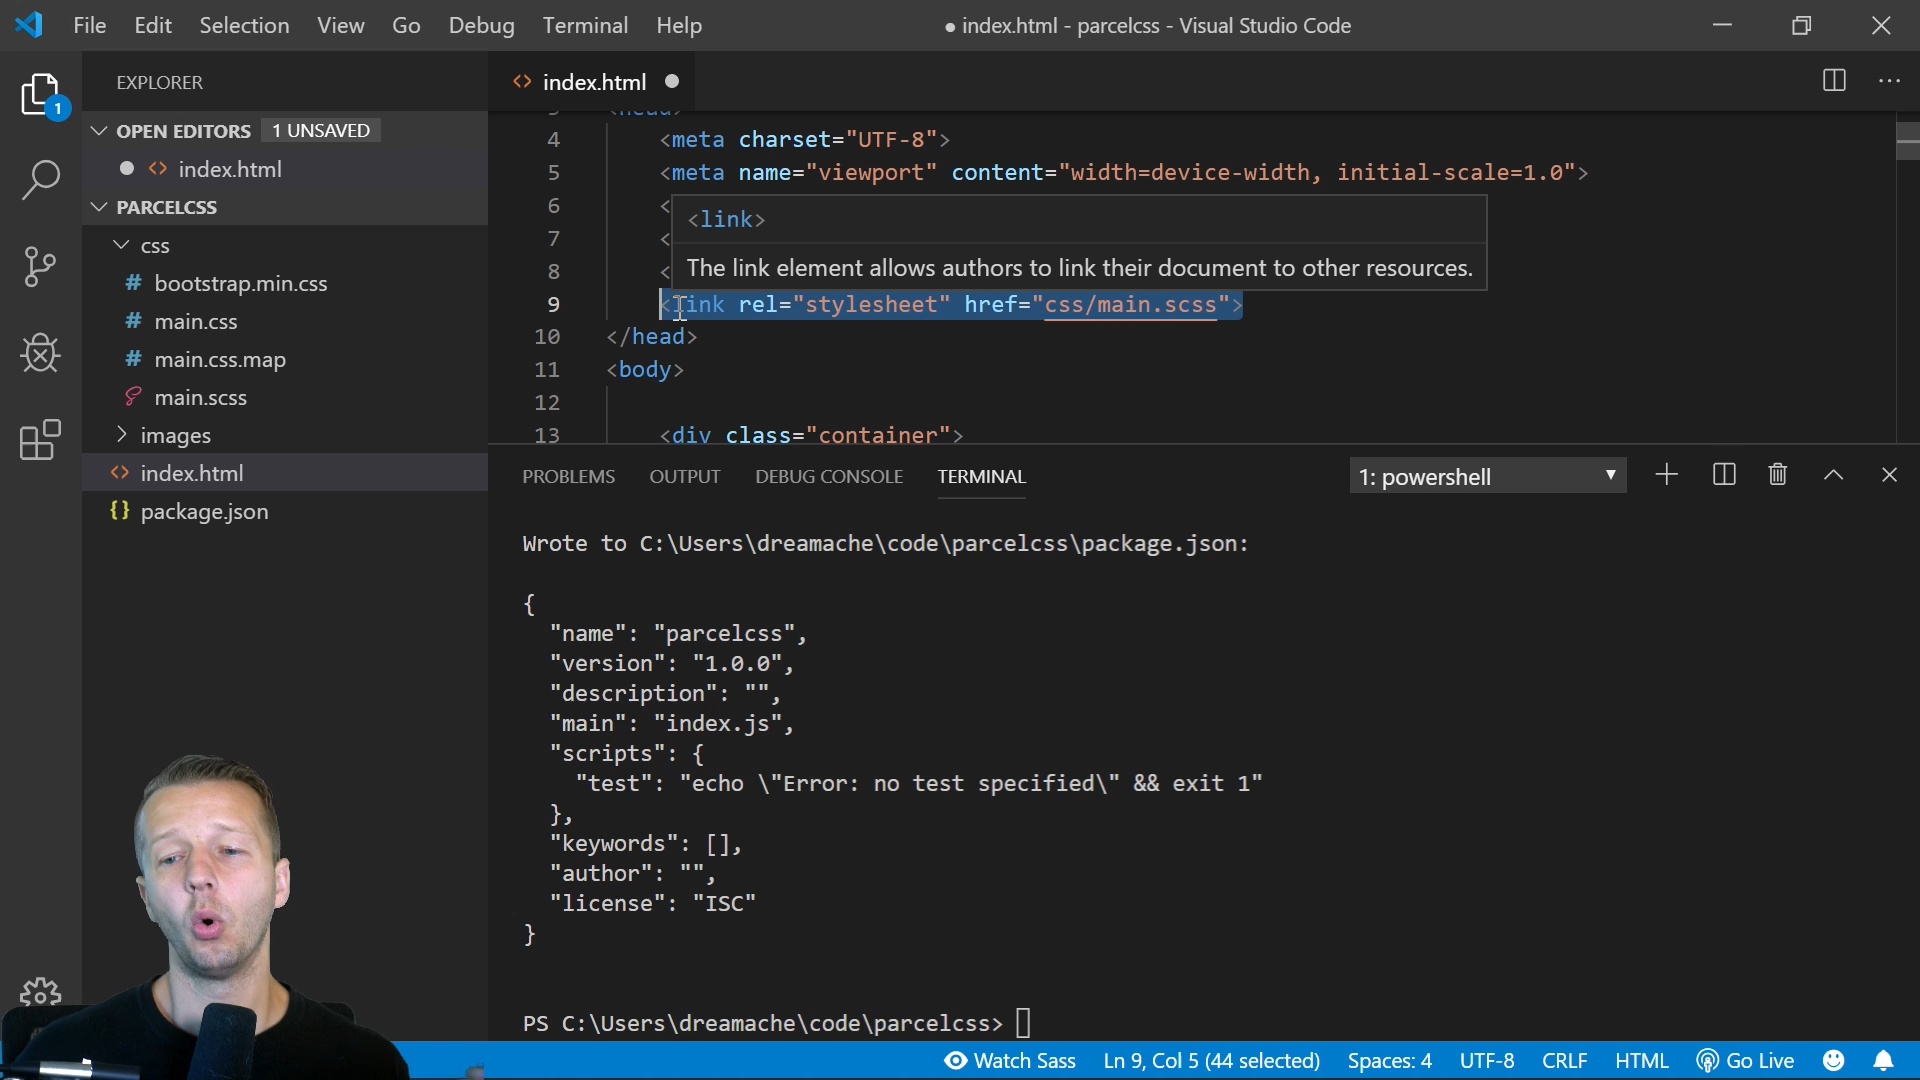 File Edit Selection View Go Debug Terminal Help
● index.html - parcelcss - Visual Studio Code
EXPLORER
OPEN EDITORS 1 UNSAVED
index.html
PARCELCSS
css
bootstrap.min.css
main.css
main.css.map
main.scss
images
index.html
package.json
1
<> index.html
3 <head>
4 <meta charset="UTF-8">
5 <meta name="viewport" content="width=device-width, initial-scale=1.0">
6 <
7 <
8 <
<link>
The link element allows authors to link their document to other resources.
9 <link rel="stylesheet" href="css/main.scss">
10 </head>
11 <body>
12
13 <div class="container">
PROBLEMS OUTPUT DEBUG CONSOLE TERMINAL
1: powershell
Wrote to C:\Users\dreamache\code\parcelcss\package.json:
{
"name": "parcelcss",
"version": "1.0.0",
"description": "",
"main": "index.js",
"scripts": {
"test": "echo \"Error: no test specified\" && exit 1"
},
"keywords": [],
"author": "",
"license": "ISC"
}
PS C:\Users\dreamache\code\parcelcss>
Watch Sass Ln 9, Col 5 (44 selected) Spaces: 4 UTF-8 CRLF HTML Go Live